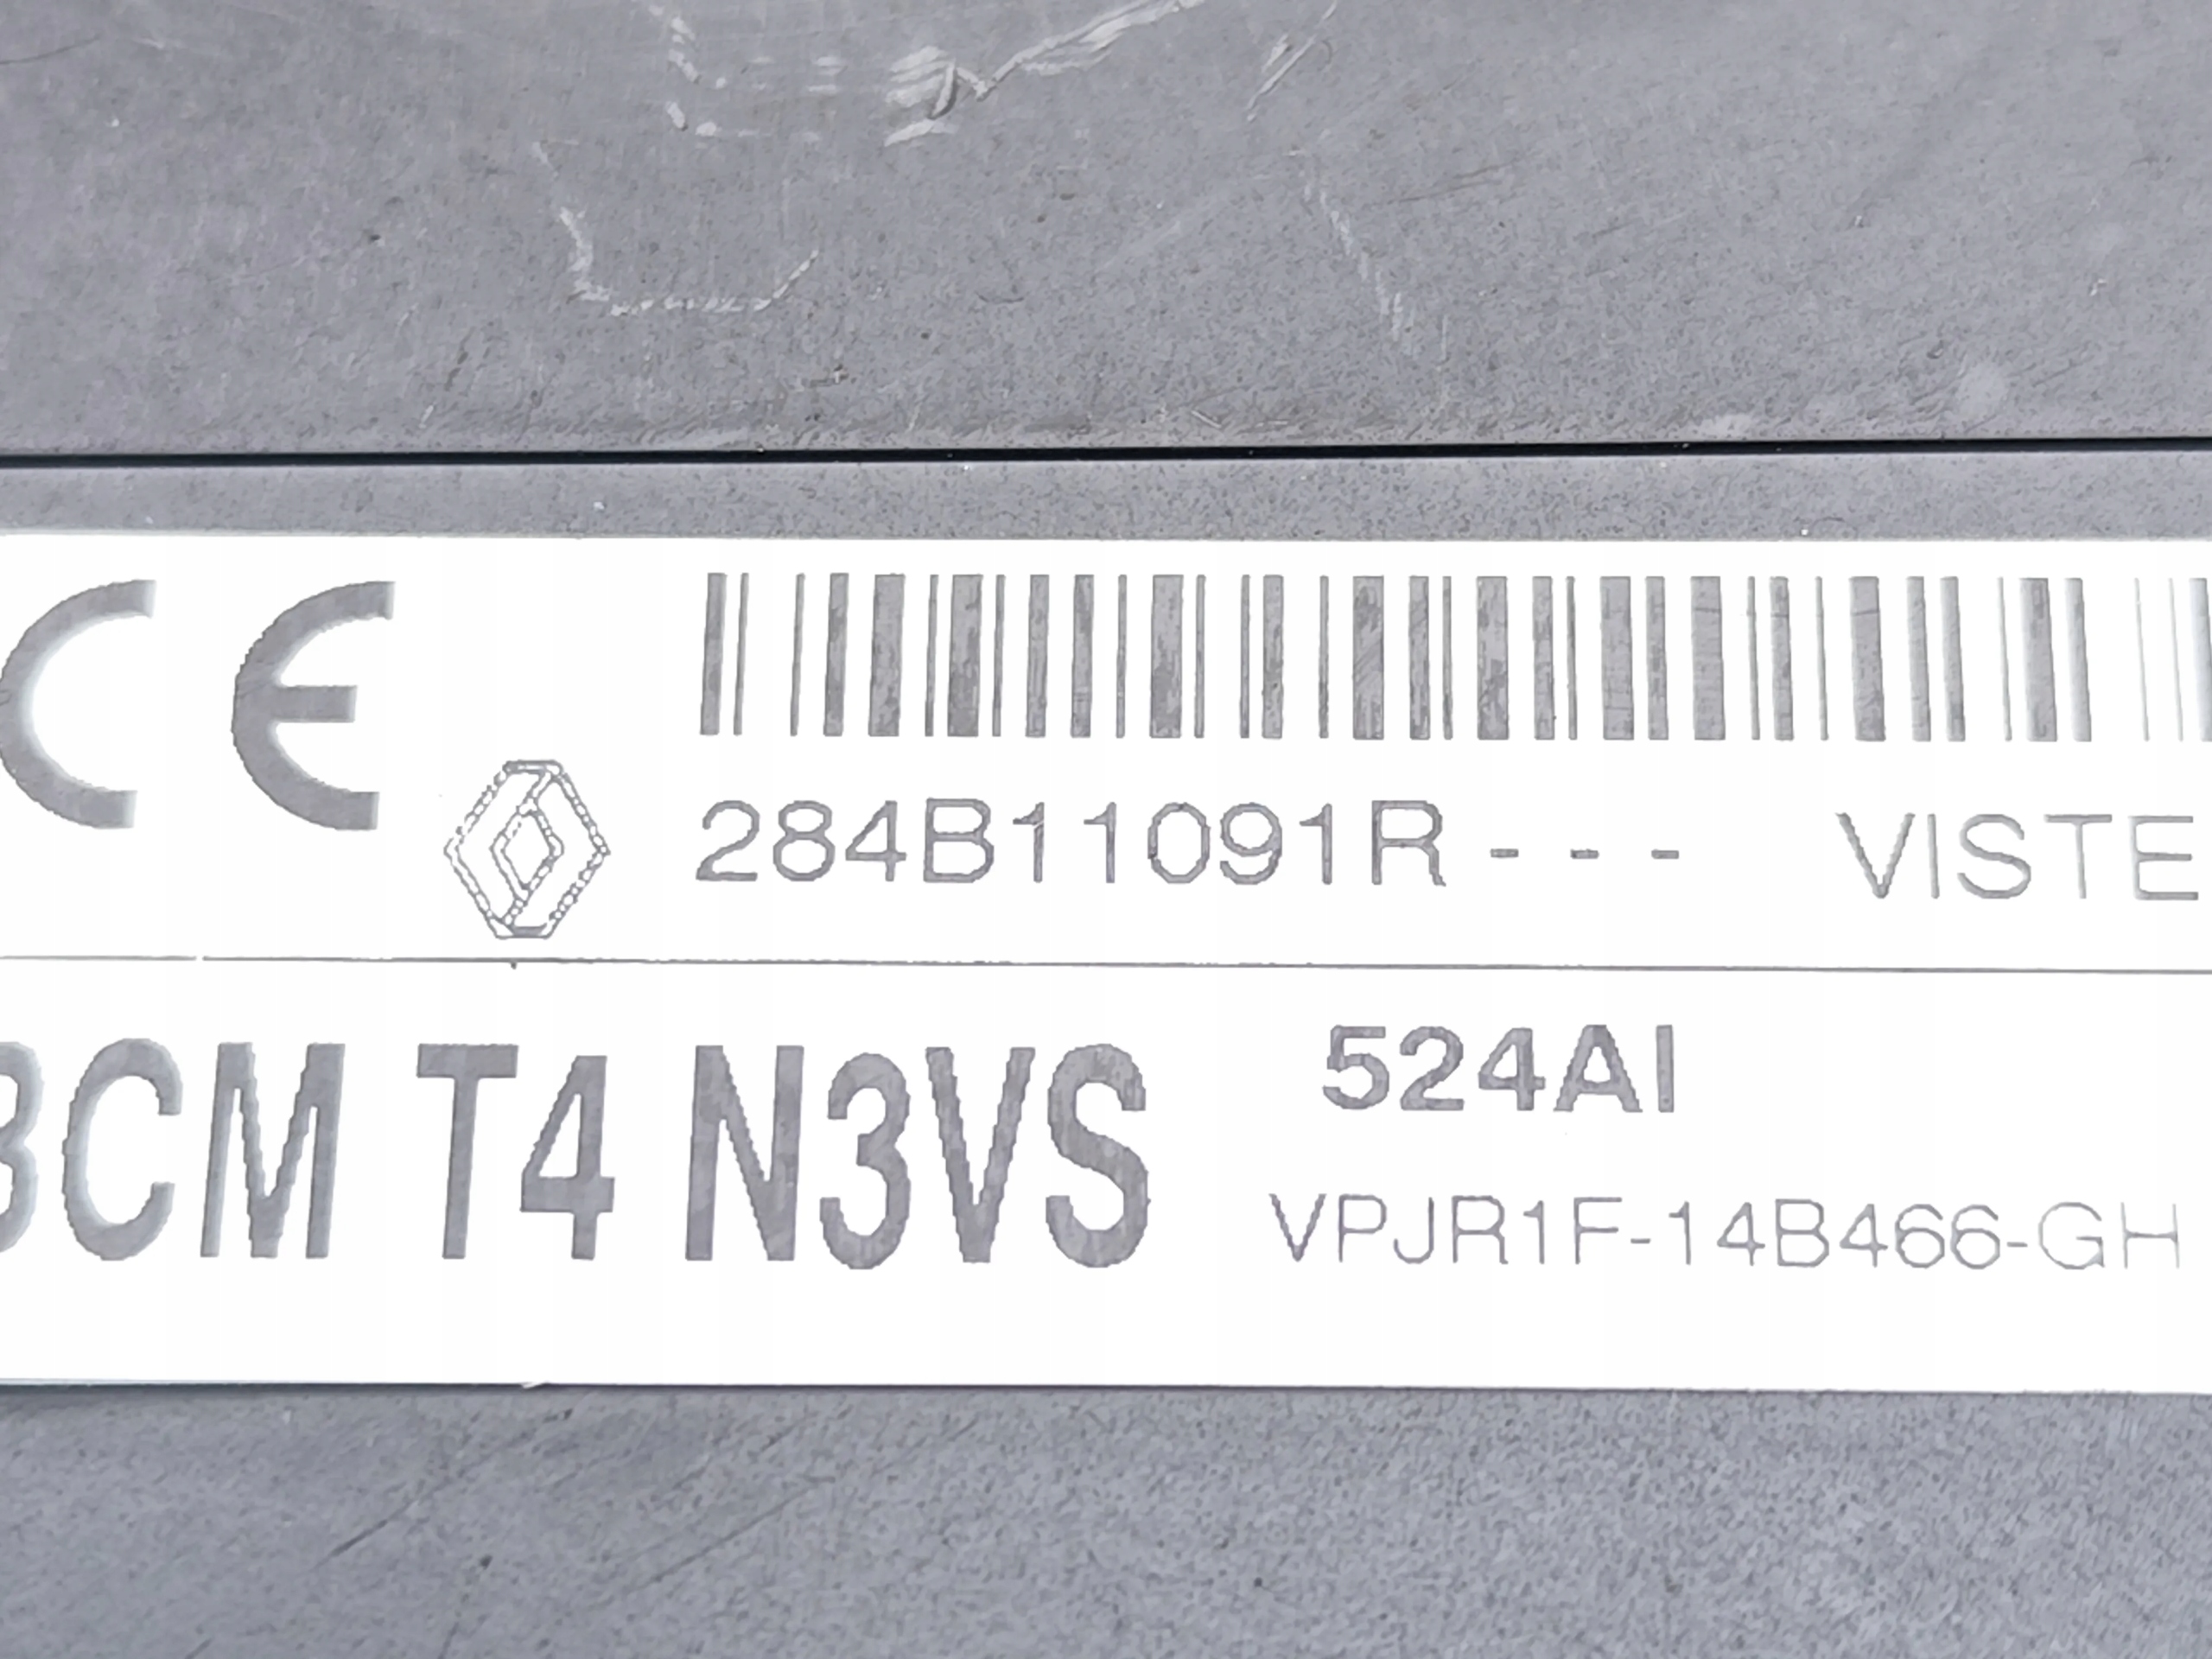 CE
284B11091R--- VISTE
BCM T4 N3VS
524AI
VPJR1F-14B466-GH